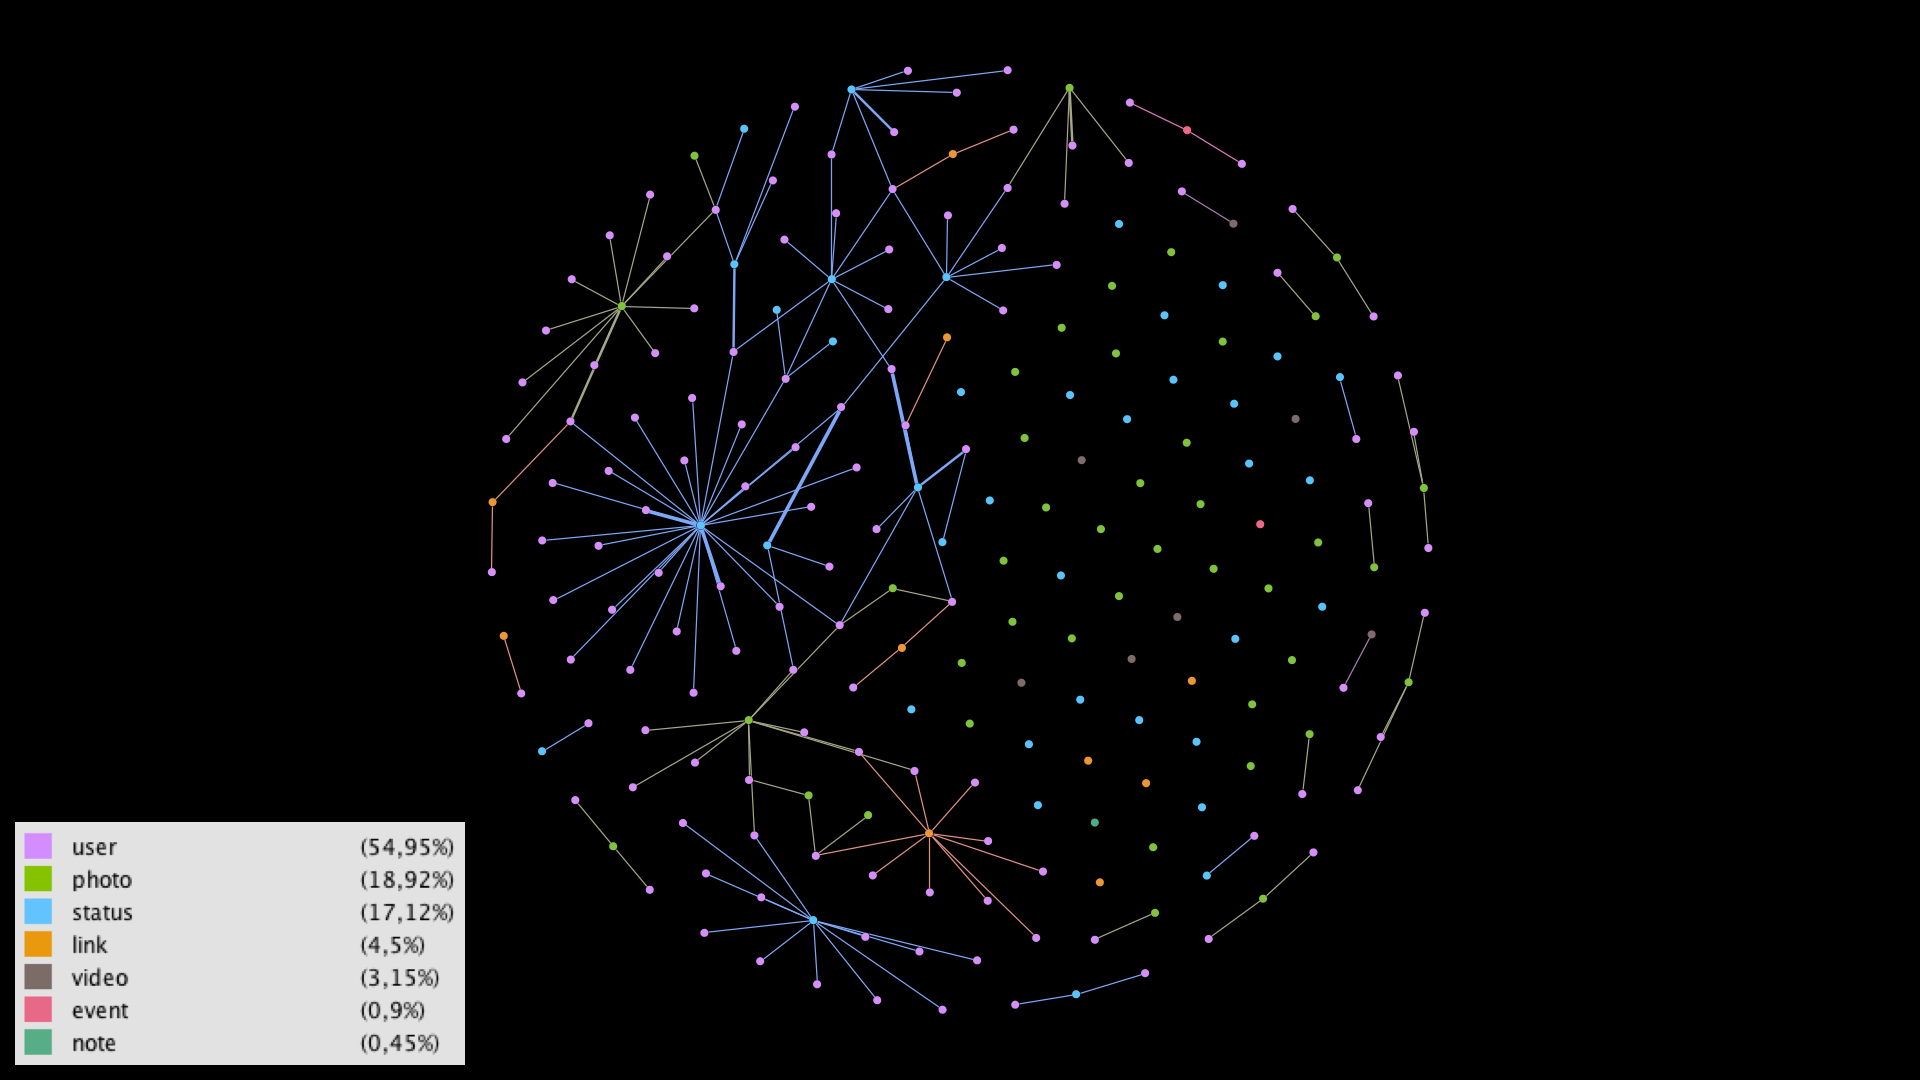 user (54,95%)
photo (18,92%)
status (17,12%)
link (4,5%)
video (3,15%)
event (0,9%)
note (0,45%)